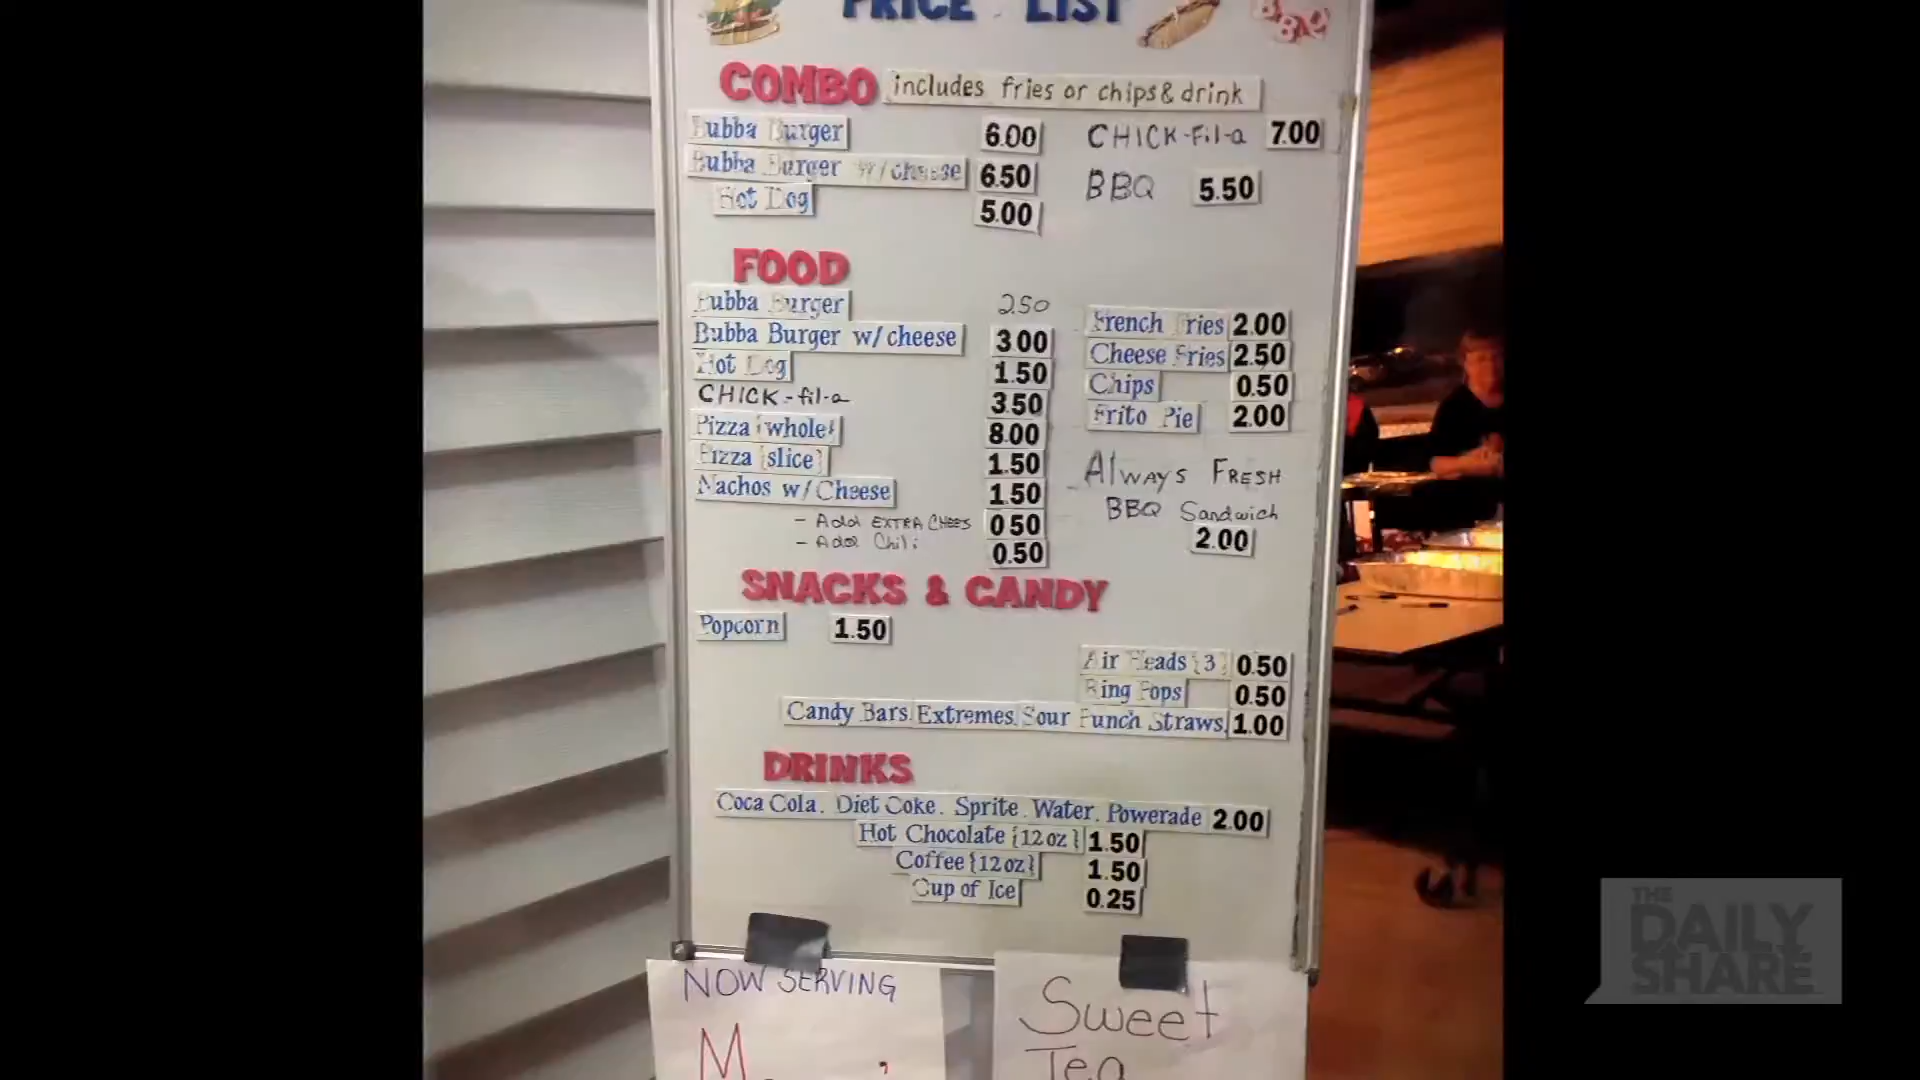 PRICE LIST
BBQ
COMBO includes fries or chips & drink
Bubba Burger 6.00
Bubba Burger w/cheese 6.50
Hot Dog 5.00
CHICK-fil-a 7.00
BBQ 5.50
FOOD
Bubba Burger 2.50
Bubba Burger w/cheese 3.00
Hot Dog 1.50
CHICK-fil-a 3.50
Pizza {whole} 8.00
Pizza {slice} 1.50
Nachos w/Cheese 1.50
- Add EXTRA CHEES 0.50
- Add Chili 0.50
French Fries 2.00
Cheese Fries 2.50
Chips 0.50
Frito Pie 2.00
Always FRESH
BBQ Sandwich
2.00
SNACKS & CANDY
Popcorn 1.50
Air Heads {3} 0.50
Ring Pops 0.50
Candy Bars, Extremes, Sour Punch Straws, 1.00
DRINKS
Coca Cola, Diet Coke, Sprite, Water, Powerade 2.00
Hot Chocolate {12 oz} 1.50
Coffee {12 oz} 1.50
Cup of Ice 0.25
NOW SERVING
Sweet
Tea
THE
DAILY
SHARE